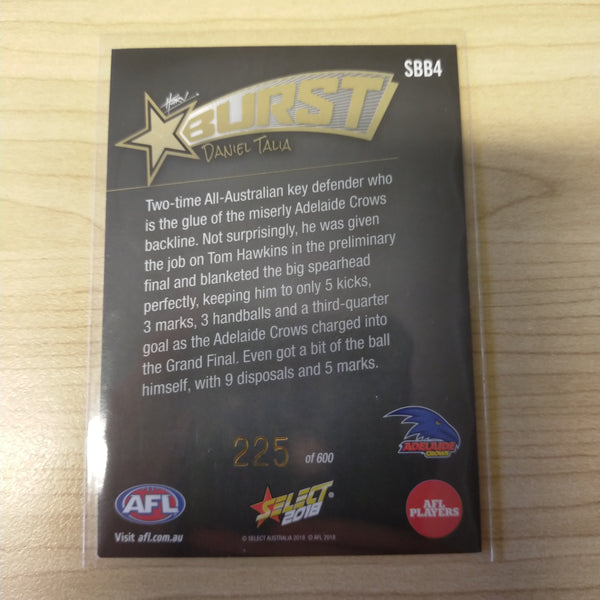 SBB4
BURST
DANIEL TALIA
Two-time All-Australian key defender who
is the glue of the miserly Adelaide Crows
backline. Not surprisingly, he was given
the job on Tom Hawkins in the preliminary
final and blanketed the big spearhead
perfectly, keeping him to only 5 kicks,
3 marks, 3 handballs and a third-quarter
goal as the Adelaide Crows charged into
the Grand Final. Even got a bit of the ball
himself, with 9 disposals and 5 marks.
225 of 600
ADELAIDE
CROWS
AFL
Visit afl.com.au
SELECT
2018
AFL
PLAYERS
© SELECT AUSTRALIA 2018 © AFL 2018